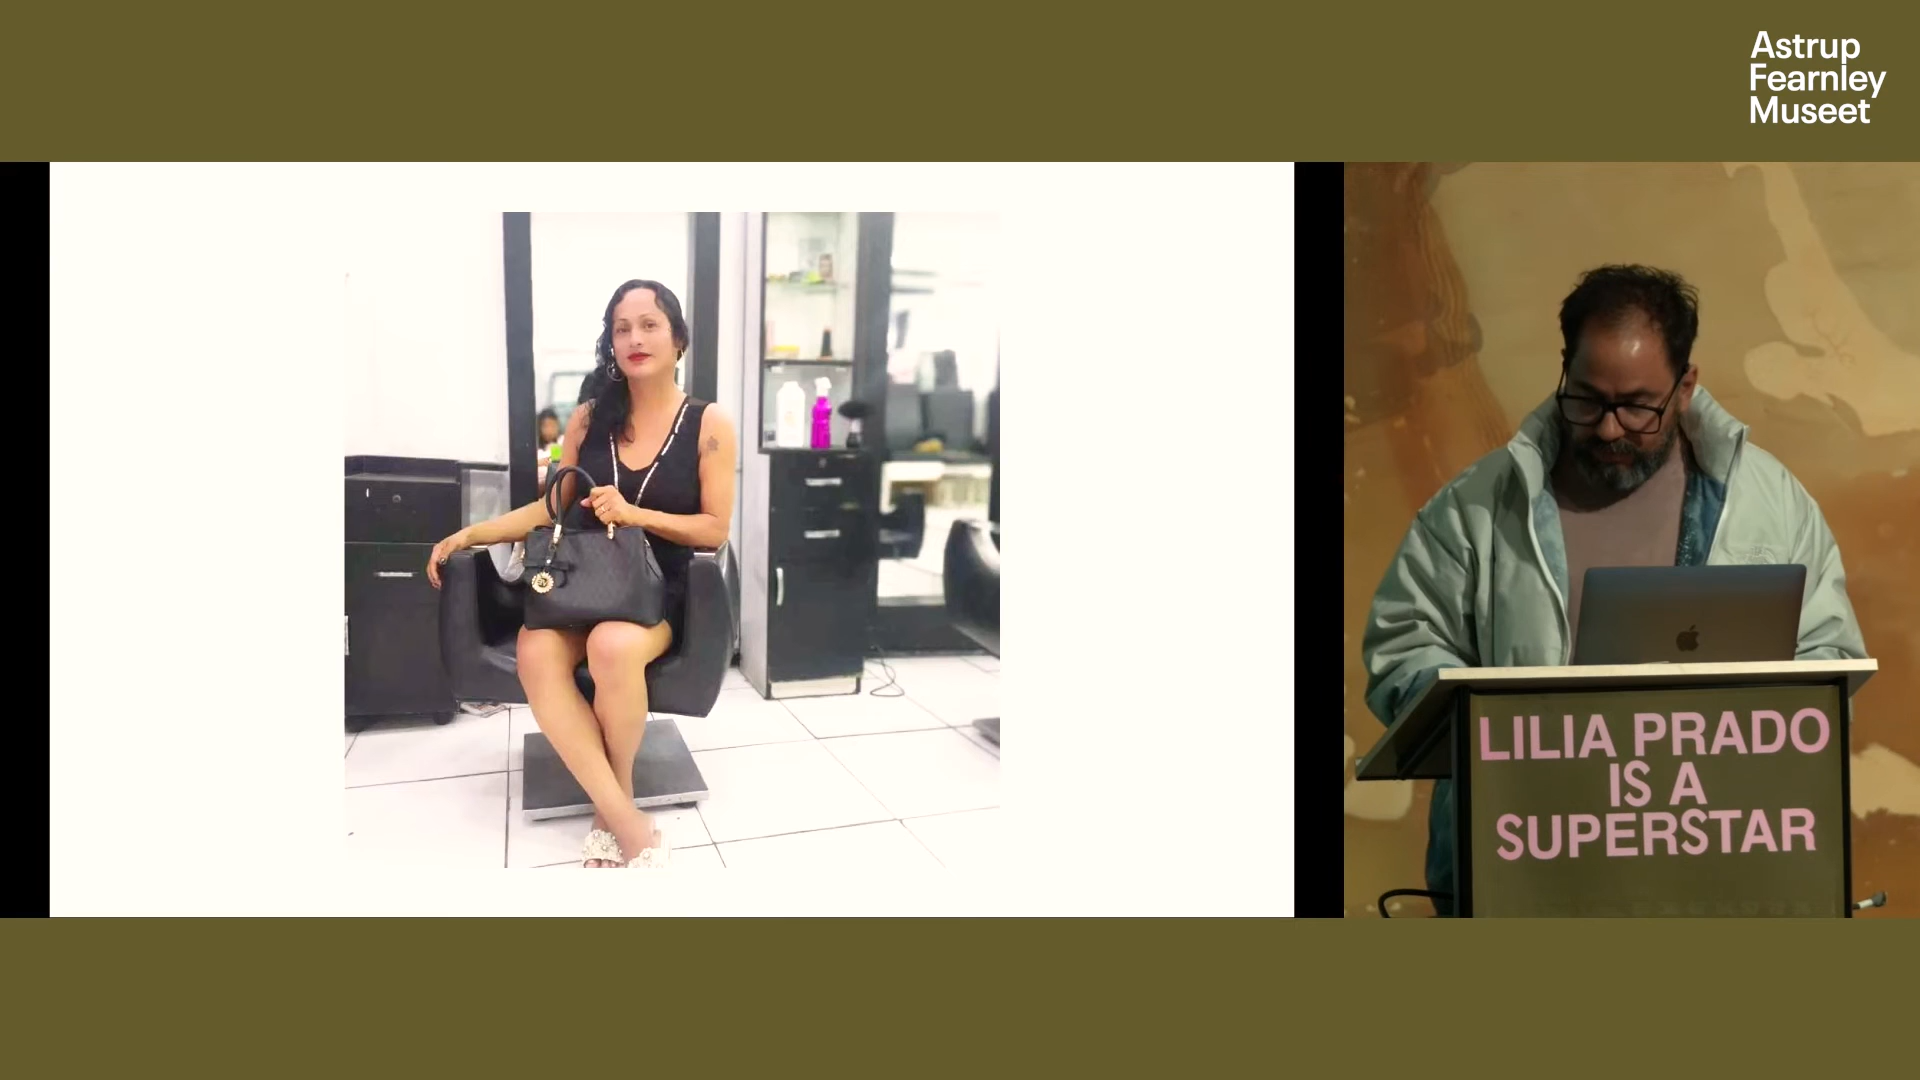 Astrup
Fearnley
Museet
LILIA PRADO
IS A
SUPERSTAR